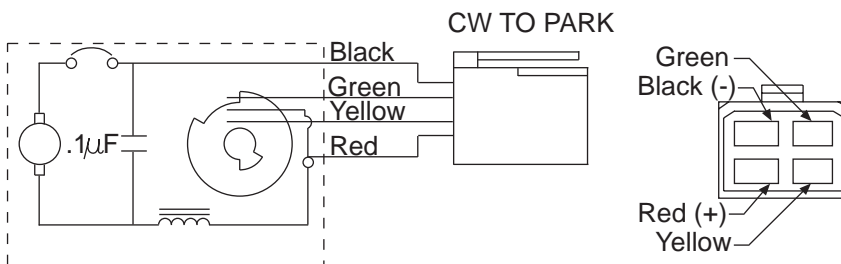 CW TO PARK
Black
Green
Yellow
Red
.1μF
Green
Black (-)
Red (+)
Yellow